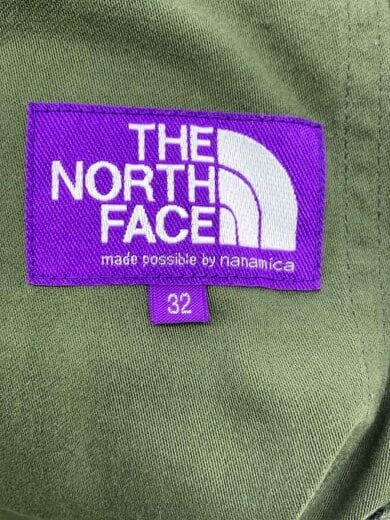 THE
NORTH
FACE
made possible by nanamica
32